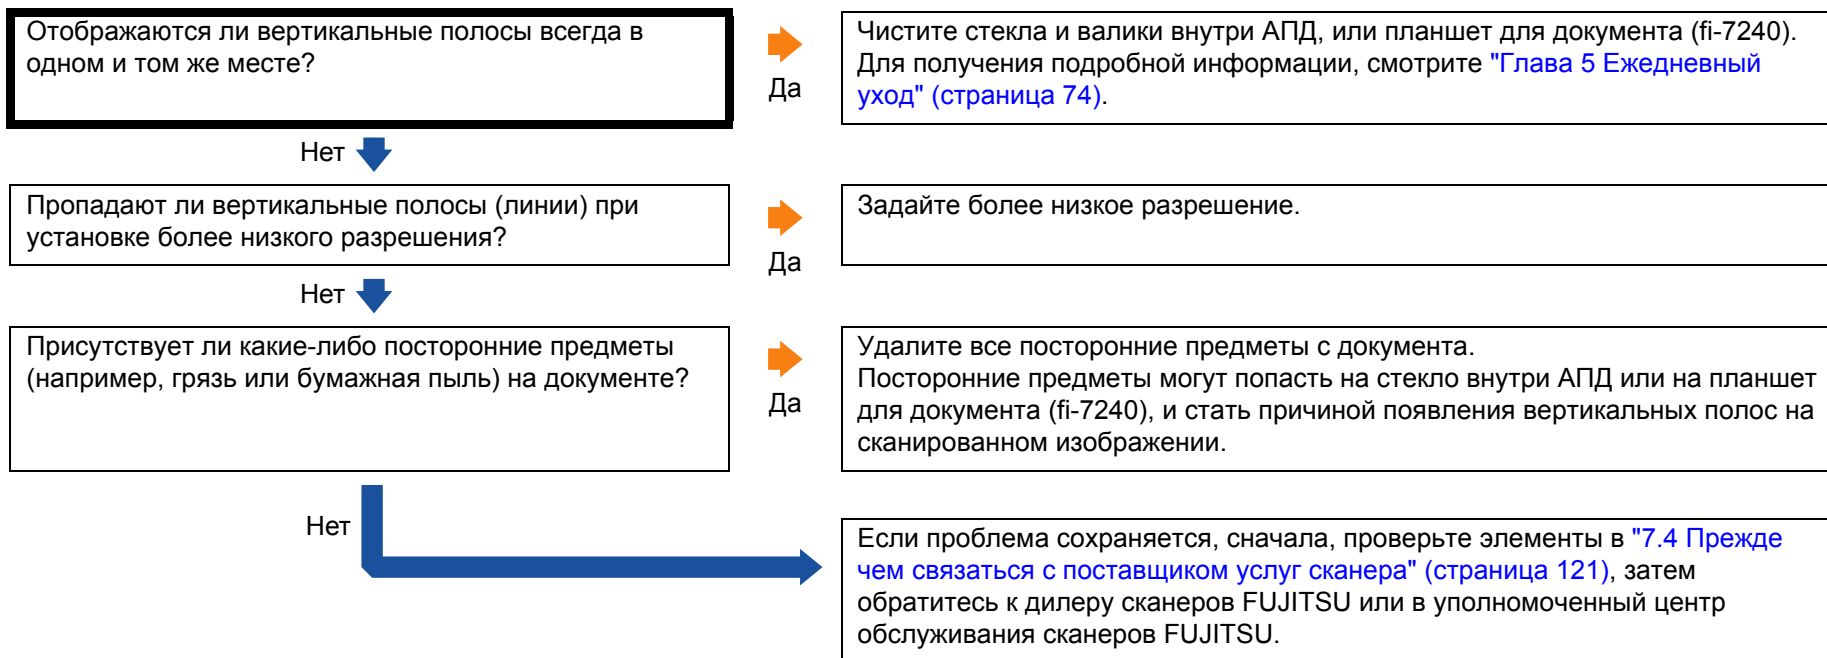 Отображаются ли вертикальные полосы всегда в
одном и том же месте?
Да
Чистите стекла и валики внутри АПД, или планшет для документа (fi-7240).
Для получения подробной информации, смотрите "Глава 5 Ежедневный
уход" (страница 74).
Нет
Пропадают ли вертикальные полосы (линии) при
установке более низкого разрешения?
Да
Задайте более низкое разрешение.
Нет
Присутствует ли какие-либо посторонние предметы
(например, грязь или бумажная пыль) на документе?
Да
Удалите все посторонние предметы с документа.
Посторонние предметы могут попасть на стекло внутри АПД или на планшет
для документа (fi-7240), и стать причиной появления вертикальных полос на
сканированном изображении.
Нет
Если проблема сохраняется, сначала, проверьте элементы в "7.4 Прежде
чем связаться с поставщиком услуг сканера" (страница 121), затем
обратитесь к дилеру сканеров FUJITSU или в уполномоченный центр
обслуживания сканеров FUJITSU.